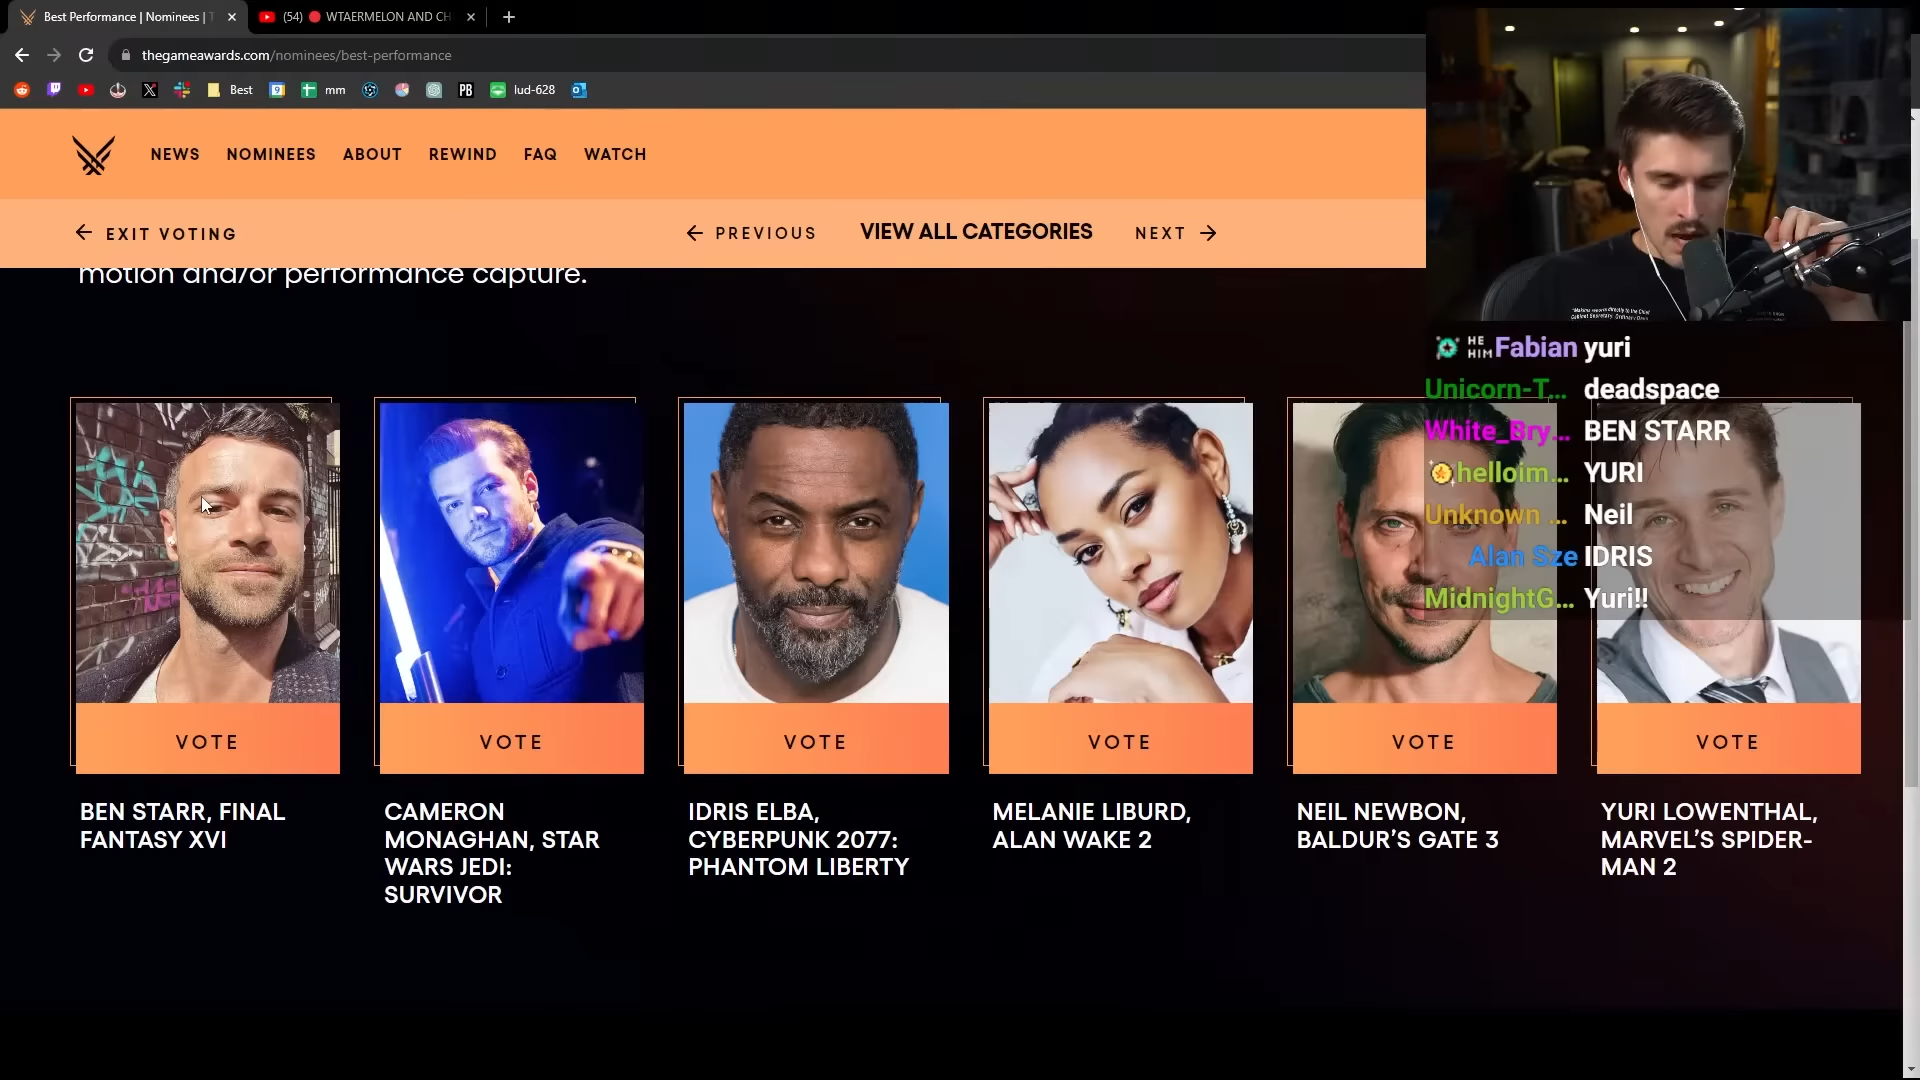 Best Performance | Nominees | T
(54) WTAERMELON AND CH
thegameawards.com/nominees/best-performance
Best
mm
PB
lud-628
NEWS NOMINEES ABOUT REWIND FAQ WATCH
EXIT VOTING
PREVIOUS
VIEW ALL CATEGORIES
NEXT
motion and/or performance capture.
HE HIM Fabian yuri
Unicorn-T... deadspace
White_Bry... BEN STARR
helloim... YURI
Unknown ... Neil
Alan Sze IDRIS
MidnightG... Yuri!!
VOTE
VOTE
VOTE
VOTE
VOTE
VOTE
BEN STARR, FINAL
FANTASY XVI
CAMERON
MONAGHAN, STAR
WARS JEDI:
SURVIVOR
IDRIS ELBA,
CYBERPUNK 2077:
PHANTOM LIBERTY
MELANIE LIBURD,
ALAN WAKE 2
NEIL NEWBON,
BALDUR’S GATE 3
YURI LOWENTHAL,
MARVEL’S SPIDER-
MAN 2